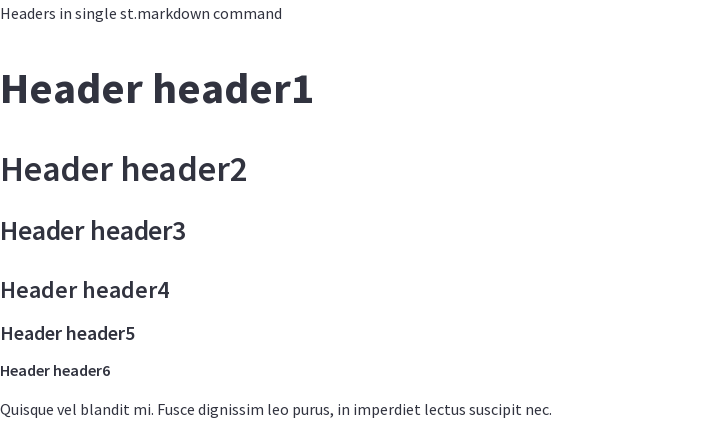 Headers in single st.markdown command
Header header1
Header header2
Header header3
Header header4
Header header5
Header header6
Quisque vel blandit mi. Fusce dignissim leo purus, in imperdiet lectus suscipit nec.